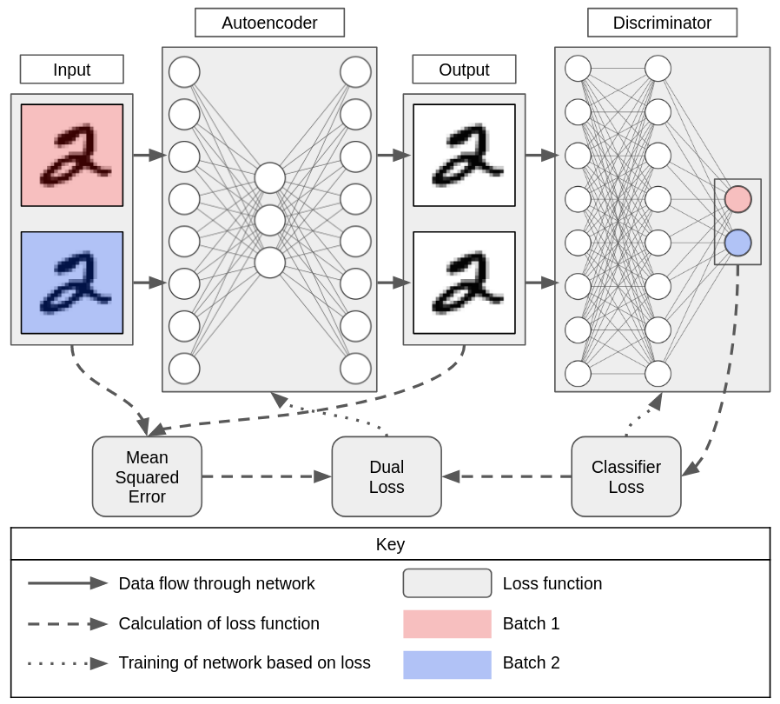 Autoencoder
Discriminator
Input
Output
Mean
Squared
Error
Dual
Loss
Classifier
Loss
Key
Data flow through network
Loss function
Calculation of loss function
Batch 1
Training of network based on loss
Batch 2